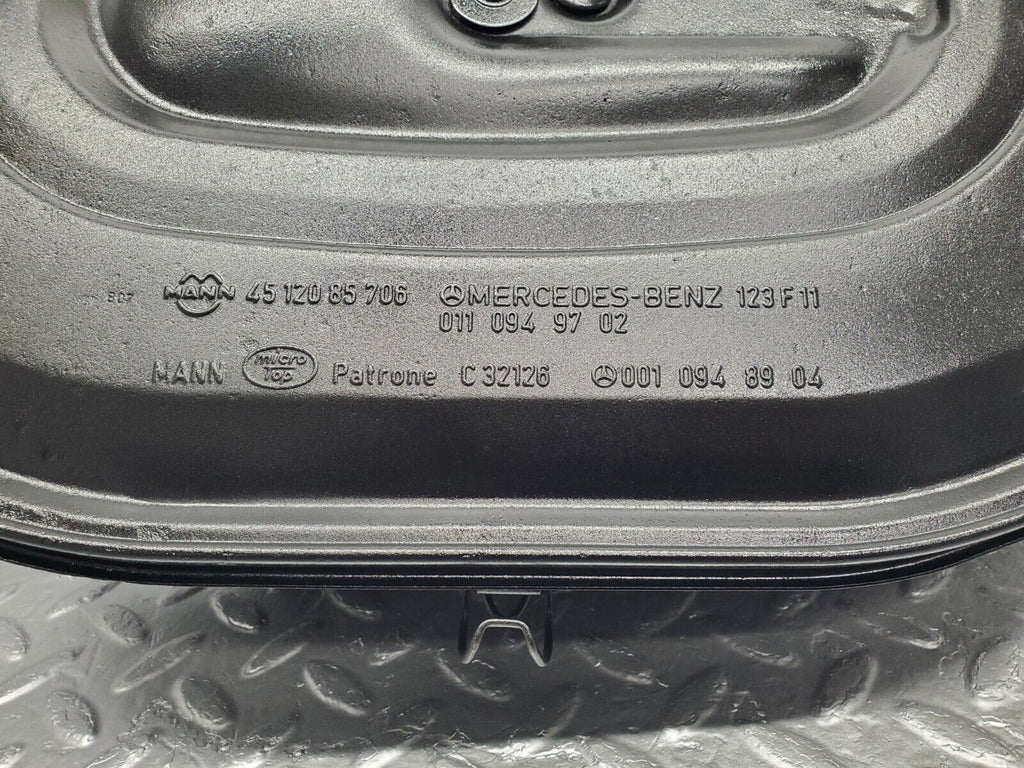 MANN 45 120 85 706 MERCEDES-BENZ 123 F 11
011 094 97 02
MANN micro Top Patrone C 32126 001 094 89 04